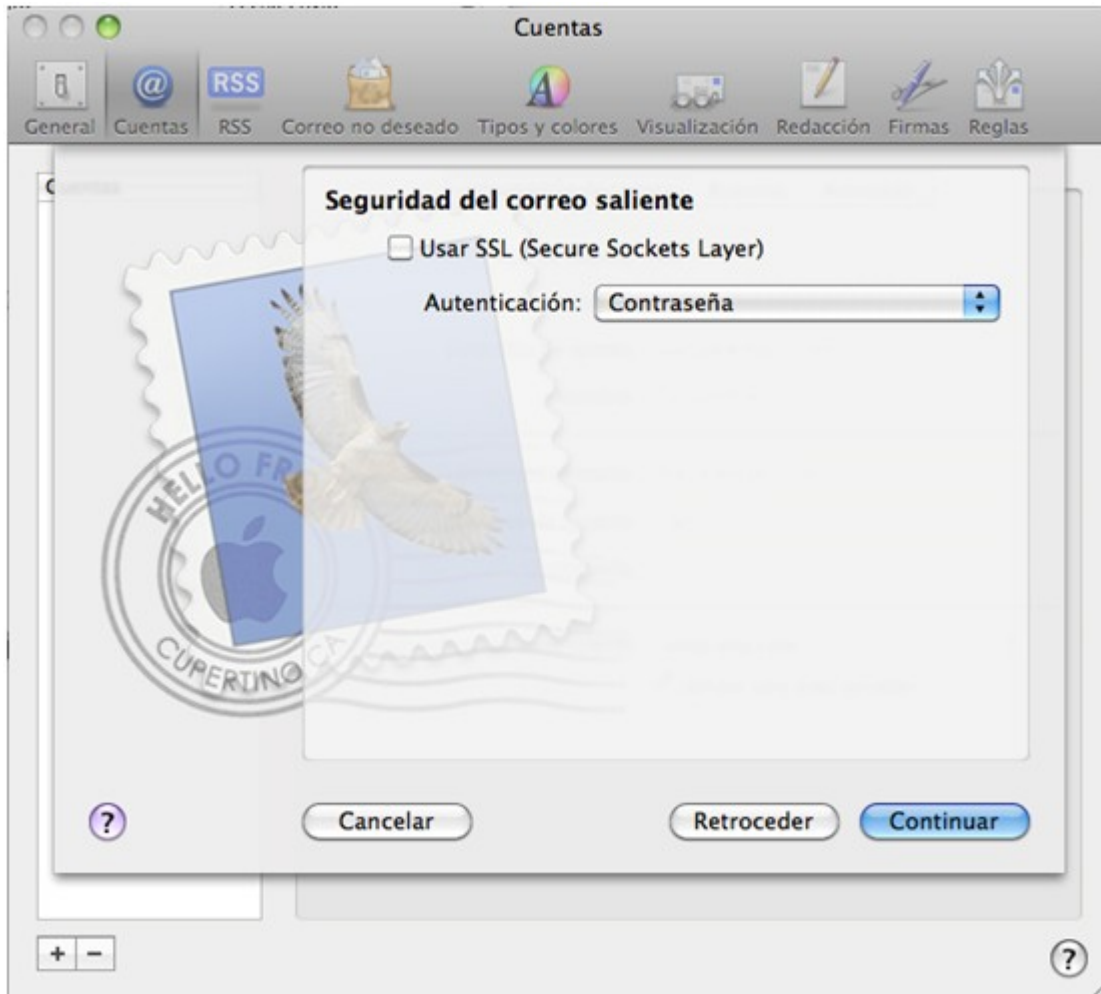 Cuentas
RSS
General Cuentas RSS Correo no deseado Tipos y colores Visualización Redacción Firmas Reglas
Seguridad del correo saliente
Usar SSL (Secure Sockets Layer)
Autenticación: Contraseña
HELLO FR
CUPERTINO CA
? Cancelar Retroceder Continuar
+ − ?